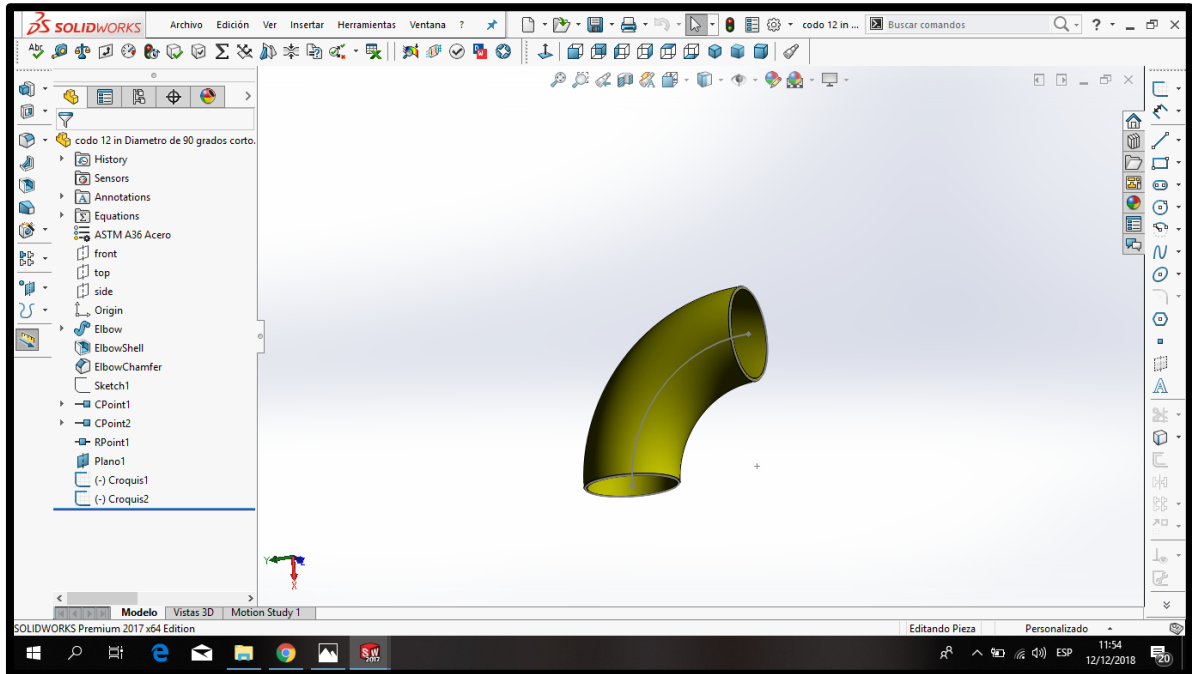 SOLIDWORKS Archivo Edición Ver Insertar Herramientas Ventana ? codo 12 in ... Buscar comandos ?
Abc
codo 12 in Diametro de 90 grados corto.
History
Sensors
A Annotations
Equations
ASTM A36 Acero
front
top
side
Origin
Elbow
ElbowShell
ElbowChamfer
Sketch1
CPoint1
CPoint2
RPoint1
Plano1
(-) Croquis1
(-) Croquis2
Y
X
Modelo Vistas 3D Motion Study 1
SOLIDWORKS Premium 2017 x64 Edition Editando Pieza Personalizado
SW 2017 ESP 11:54
12/12/2018 20